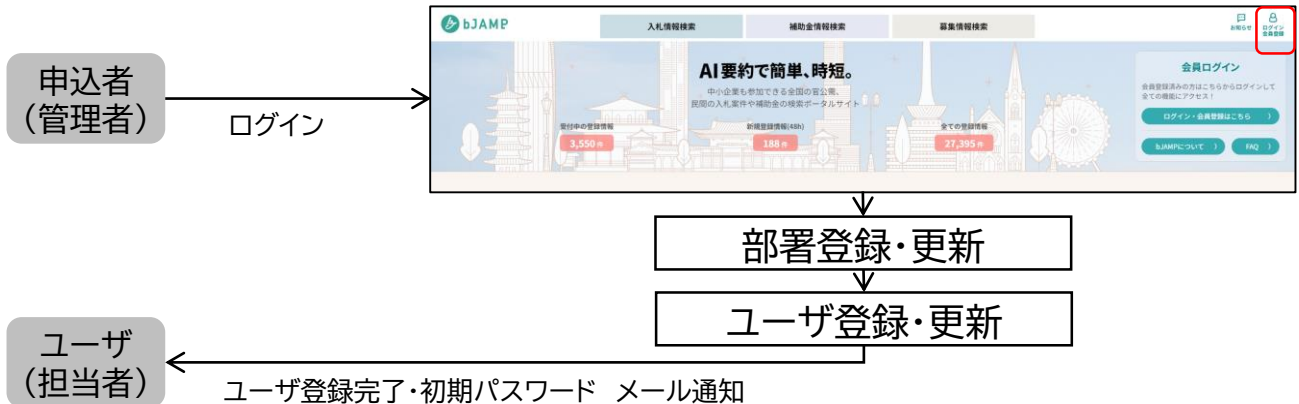 bJAMP
入札情報検索
補助金情報検索
募集情報検索
お知らせ
ログイン
会員登録
申込者
(管理者)
ログイン
AI要約で簡単、時短。
中小企業も参加できる全国の官公需、
民間の入札案件や補助金の検索ポータルサイト
受付中の登録情報
3,550件
新規登録情報(48h)
188件
全ての登録情報
27,395件
会員ログイン
会員登録済みの方はこちらからログインして
全ての機能にアクセス！
ログイン・会員登録はこちら 〉
bJAMPについて 〉
FAQ 〉
部署登録・更新
ユーザ登録・更新
ユーザ
(担当者)
ユーザ登録完了・初期パスワード メール通知